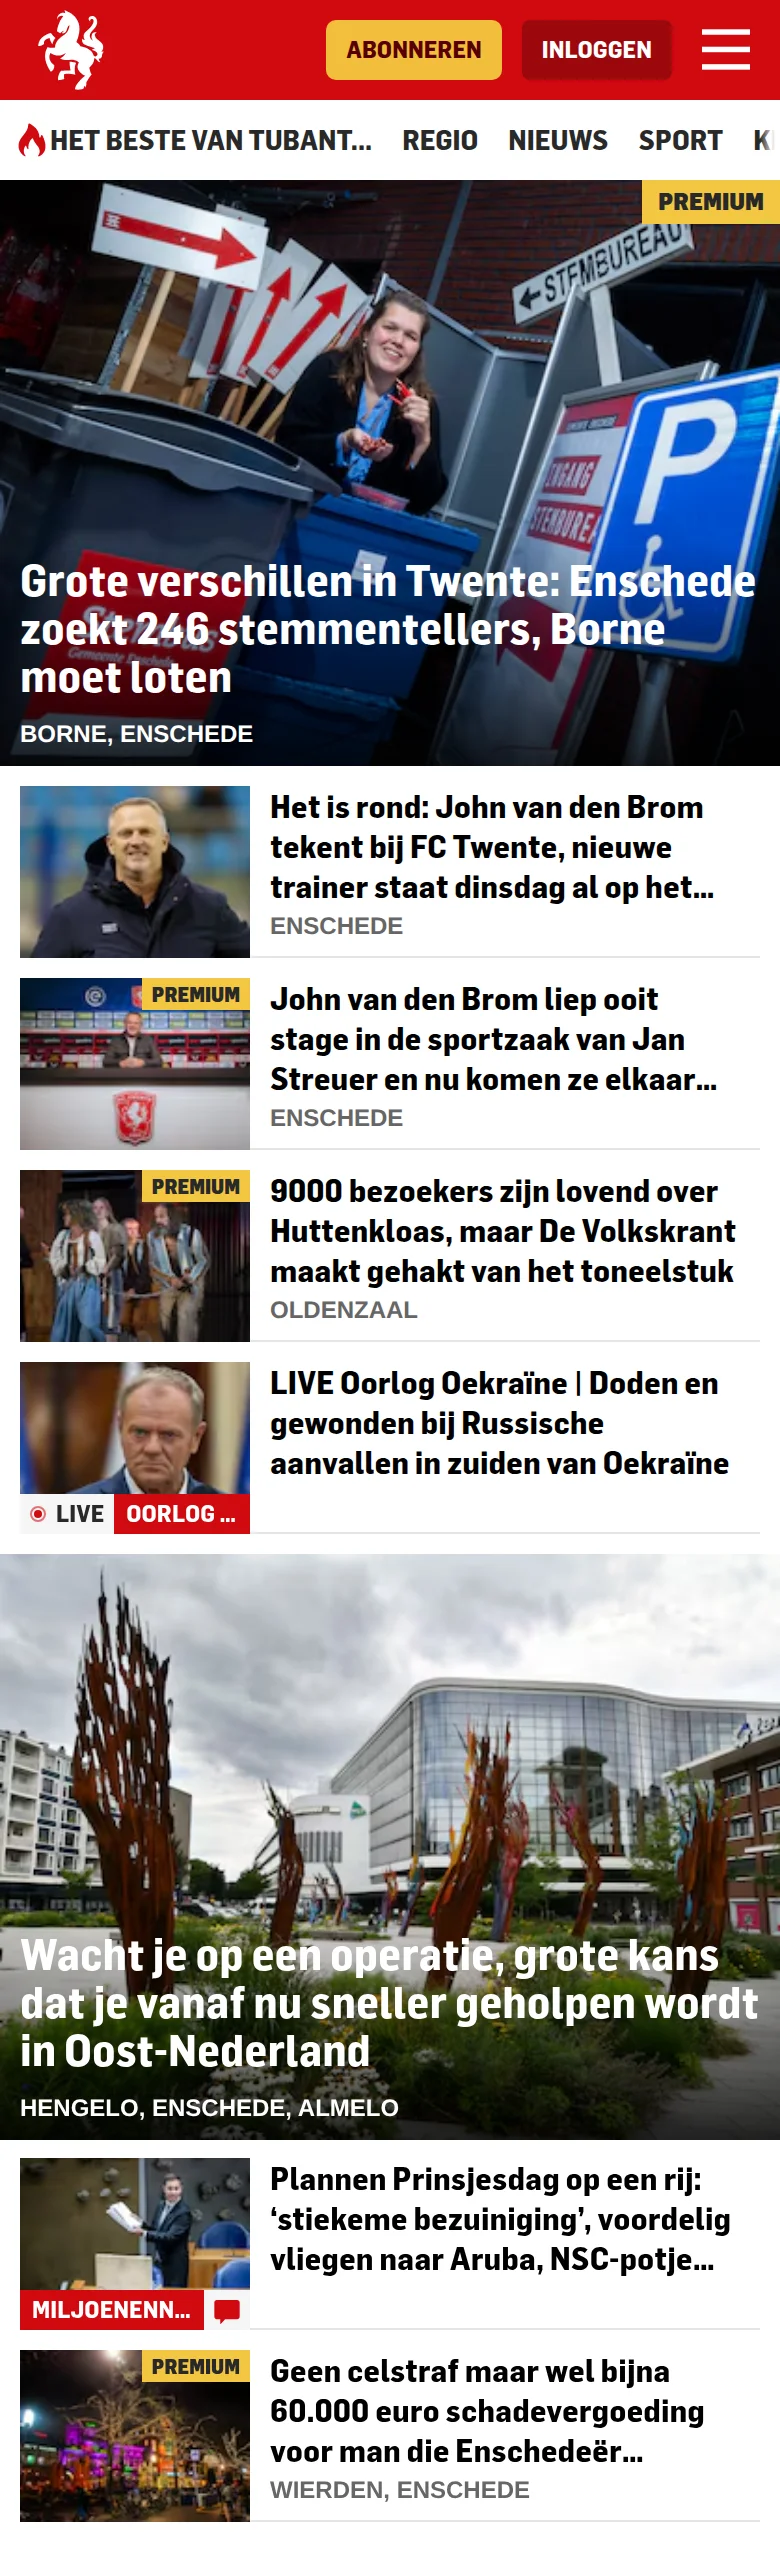 ABONNEREN
INLOGGEN
HET BESTE VAN TUBANT...
REGIO
NIEUWS
SPORT
PREMIUM
STEMBUREAU
P
INGANG
STEMBUREA
Grote verschillen in Twente: Enschede
zoekt 246 stemmentellers, Borne
moet loten
BORNE, ENSCHEDE
Het is rond: John van den Brom
tekent bij FC Twente, nieuwe
trainer staat dinsdag al op het...
ENSCHEDE
PREMIUM
John van den Brom liep ooit
stage in de sportzaak van Jan
Streuer en nu komen ze elkaar...
ENSCHEDE
PREMIUM
9000 bezoekers zijn lovend over
Huttenkloas, maar De Volkskrant
maakt gehakt van het toneelstuk
OLDENZAAL
LIVE Oorlog Oekraïne | Doden en
gewonden bij Russische
aanvallen in zuiden van Oekraïne
LIVE
OORLOG ...
Wacht je op een operatie, grote kans
dat je vanaf nu sneller geholpen wordt
in Oost-Nederland
HENGELO, ENSCHEDE, ALMELO
Plannen Prinsjesdag op een rij:
‘stiekeme bezuiniging’, voordelig
vliegen naar Aruba, NSC-potje...
MILJOENENN...
PREMIUM
Geen celstraf maar wel bijna
60.000 euro schadevergoeding
voor man die Enschedeër...
WIERDEN, ENSCHEDE